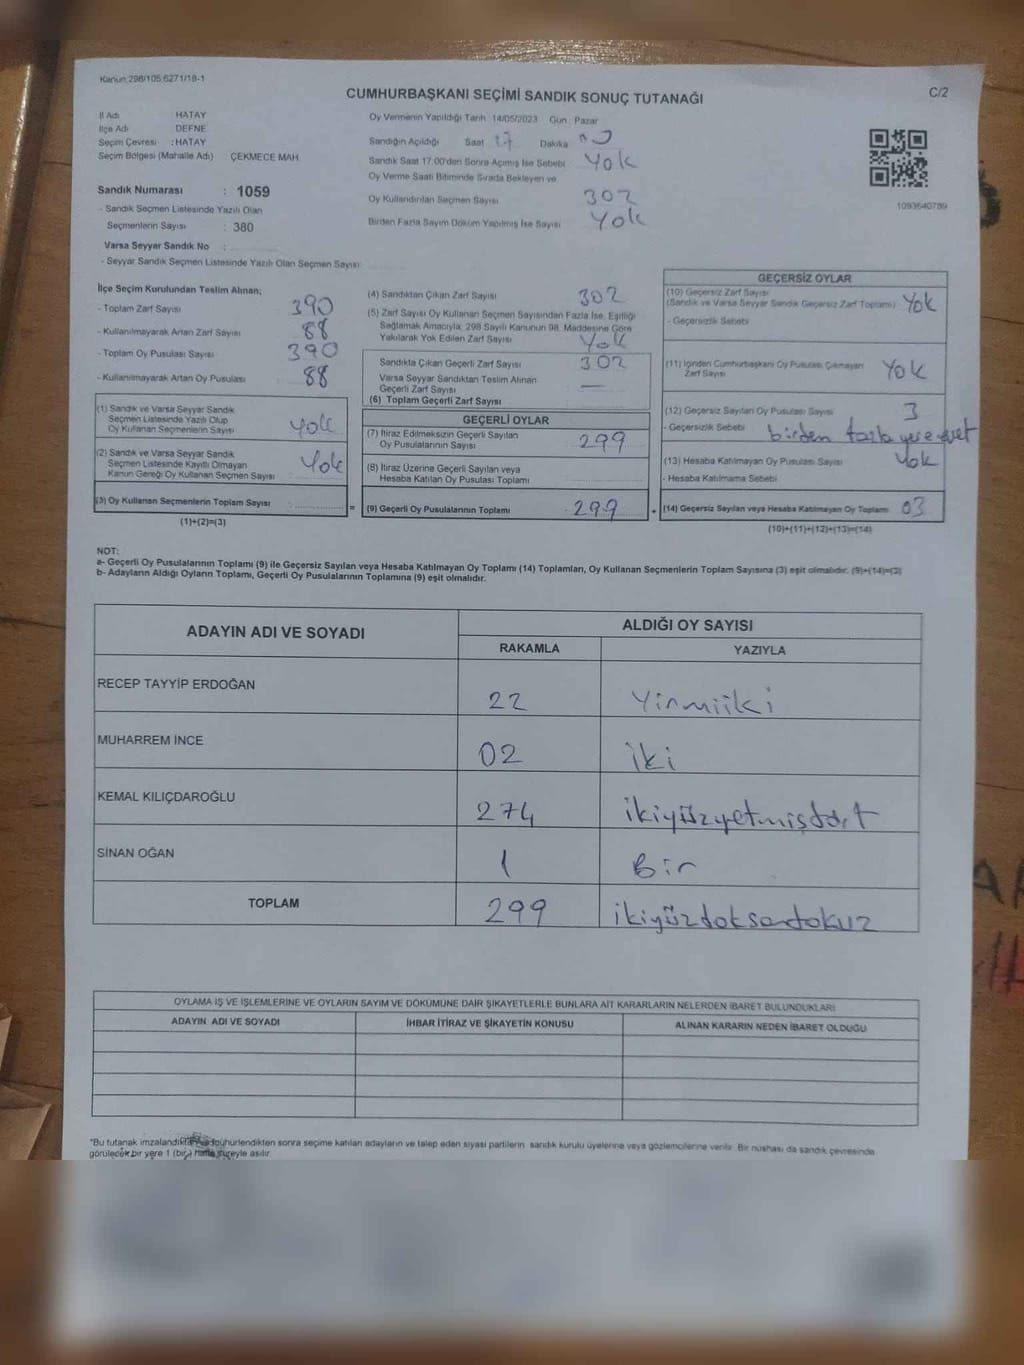 Kanun:298/105,6271/18-1
C/2
CUMHURBAŞKANI SEÇİMİ SANDIK SONUÇ TUTANAĞI
İl Adı HATAY
İlçe Adı DEFNE
Seçim Çevresi : HATAY
Seçim Bölgesi (Mahalle Adı) : ÇEKMECE MAH.
Sandık Numarası : 1059
- Sandık Seçmen Listesinde Yazılı Olan
Seçmenlerin Sayısı : 380
Varsa Seyyar Sandık No :
- Seyyar Sandık Seçmen Listesinde Yazılı Olan Seçmen Sayısı
Oy Vermenin Yapıldığı Tarih : 14/05/2023 Gün : Pazar
Sandığın Açıldığı Saat 17 Dakika
Sandık Saat 17:00'den Sonra Açımış İse Sebebi Yok
Oy Verme Saati Bitiminde Sırada Bekleyen ve
Oy Kullandırılan Seçmen Sayısı 302
Birden Fazla Sayım Döküm Yapılmış İse Sayısı Yok
1093640789
İlçe Seçim Kurulundan Teslim Alınan;
- Toplam Zarf Sayısı 390
- Kullanılmayarak Artan Zarf Sayısı 88
- Toplam Oy Pusulası Sayısı 390
- Kullanılmayarak Artan Oy Pusulası 88
(1) Sandık ve Varsa Seyyar Sandık
Seçmen Listesinde Yazılı Olup
Oy Kullanan Seçmenlerin Sayısı Yok
(2) Sandık ve Varsa Seyyar Sandık
Seçmen Listesinde Kayıtlı Olmayan
Kanun Gereği Oy Kullanan Seçmen Sayısı Yok
(3) Oy Kullanan Seçmenlerin Toplam Sayısı =
(1)+(2)=(3)
(4) Sandıktan Çıkan Zarf Sayısı 302
(5) Zarf Sayısı Oy Kullanan Seçmen Sayısından Fazla İse, Eşitliği
Sağlamak Amacıyla, 298 Sayılı Kanunun 98. Maddesine Göre
Yakılarak Yok Edilen Zarf Sayısı Yok
Sandıkta Çıkan Geçerli Zarf Sayısı 302
Varsa Seyyar Sandıktan Teslim Alınan
Geçerli Zarf Sayısı —
(6) Toplam Geçerli Zarf Sayısı
GEÇERLİ OYLAR
(7) İtiraz Edilmeksizin Geçerli Sayılan
Oy Pusulalarının Sayısı 299
(8) İtiraz Üzerine Geçerli Sayılan veya
Hesaba Katılan Oy Pusulası Toplamı
(9) Geçerli Oy Pusulalarının Toplamı 299 +
GEÇERSİZ OYLAR
(10) Geçersiz Zarf Sayısı
(Sandık ve Varsa Seyyar Sandık Geçersiz Zarf Toplamı) Yok
- Geçersizlik Sebebi
(11) İçinden Cumhurbaşkanı Oy Pusulası Çıkmayan
Zarf Sayısı Yok
(12) Geçersiz Sayılan Oy Pusulası Sayısı 3
- Geçersizlik Sebebi birden fazla yere evet
(13) Hesaba Katılmayan Oy Pusulası Sayısı Yok
- Hesaba Katılmama Sebebi
(14) Geçersiz Sayılan veya Hesaba Katılmayan Oy Toplamı 03
(10)+(11)+(12)+(13)=(14)
NOT:
a- Geçerli Oy Pusulalarının Toplamı (9) ile Geçersiz Sayılan veya Hesaba Katılmayan Oy Toplamı (14) Toplamları, Oy Kullanan Seçmenlerin Toplam Sayısına (3) eşit olmalıdır. (9)+(14)=(3)
b- Adayların Aldığı Oyların Toplamı, Geçerli Oy Pusulalarının Toplamına (9) eşit olmalıdır.
ADAYIN ADI VE SOYADI ALDIĞI OY SAYISI
RAKAMLA YAZIYLA
RECEP TAYYİP ERDOĞAN 22 Yirmiiki
MUHARREM İNCE 02 iki
KEMAL KILIÇDAROĞLU 274 ikiyüzyetmişdört
SİNAN OĞAN 1 Bir
TOPLAM 299 ikiyüzdoksandokuz
OYLAMA İŞ VE İŞLEMLERİNE VE OYLARIN SAYIM VE DÖKÜMÜNE DAİR ŞİKAYETLERLE BUNLARA AİT KARARLARIN NELERDEN İBARET BULUNDUKLARI
ADAYIN ADI VE SOYADI İHBAR İTİRAZ VE ŞİKAYETİN KONUSU ALINAN KARARIN NEDEN İBARET OLDUĞU
*Bu tutanak imzalandıktan ve mühürlendikten sonra seçime katılan adayların ve talep eden siyasi partilerin sandık kurulu üyelerine veya gözlemcilerine verilir. Bir nüshası da sandık çevresinde
görülecek bir yere 1 (bir) hafta süreyle asılır.